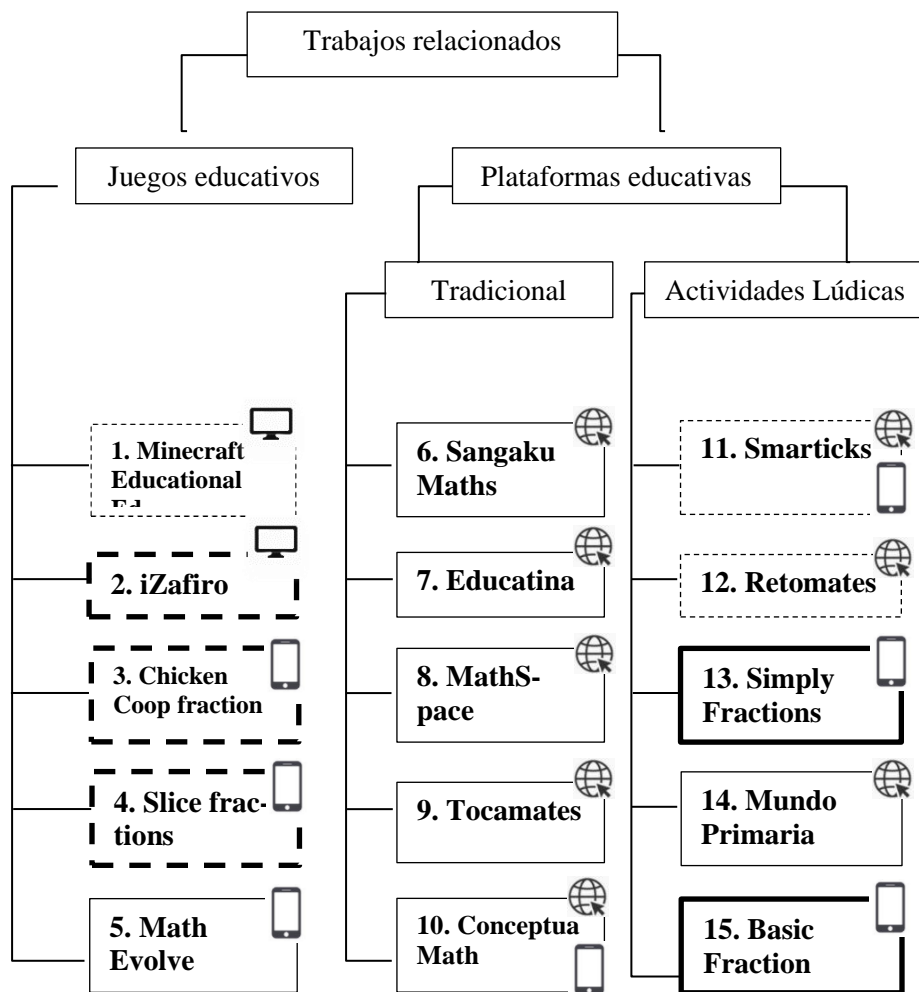 Trabajos relacionados
Juegos educativos
Plataformas educativas
Tradicional
Actividades Lúdicas
1. Minecraft
Educational
Ed
2. iZafiro
3. Chicken
Coop fraction
4. Slice frac-
tions
5. Math
Evolve
6. Sangaku
Maths
7. Educatina
8. MathS-
pace
9. Tocamates
10. Conceptua
Math
11. Smarticks
12. Retomates
13. Simply
Fractions
14. Mundo
Primaria
15. Basic
Fraction